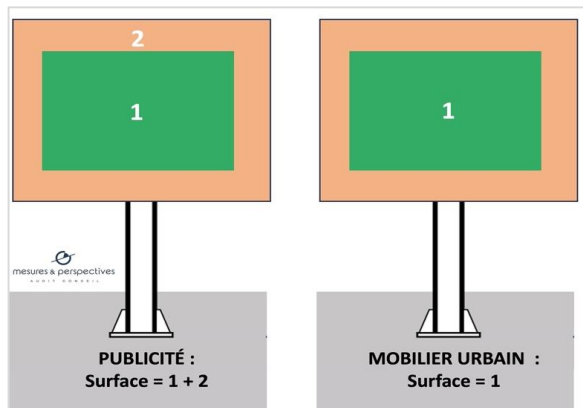 2
1
1
mesures & perspectives
AUDIT CONSEIL
PUBLICITÉ :
Surface = 1 + 2
MOBILIER URBAIN :
Surface = 1